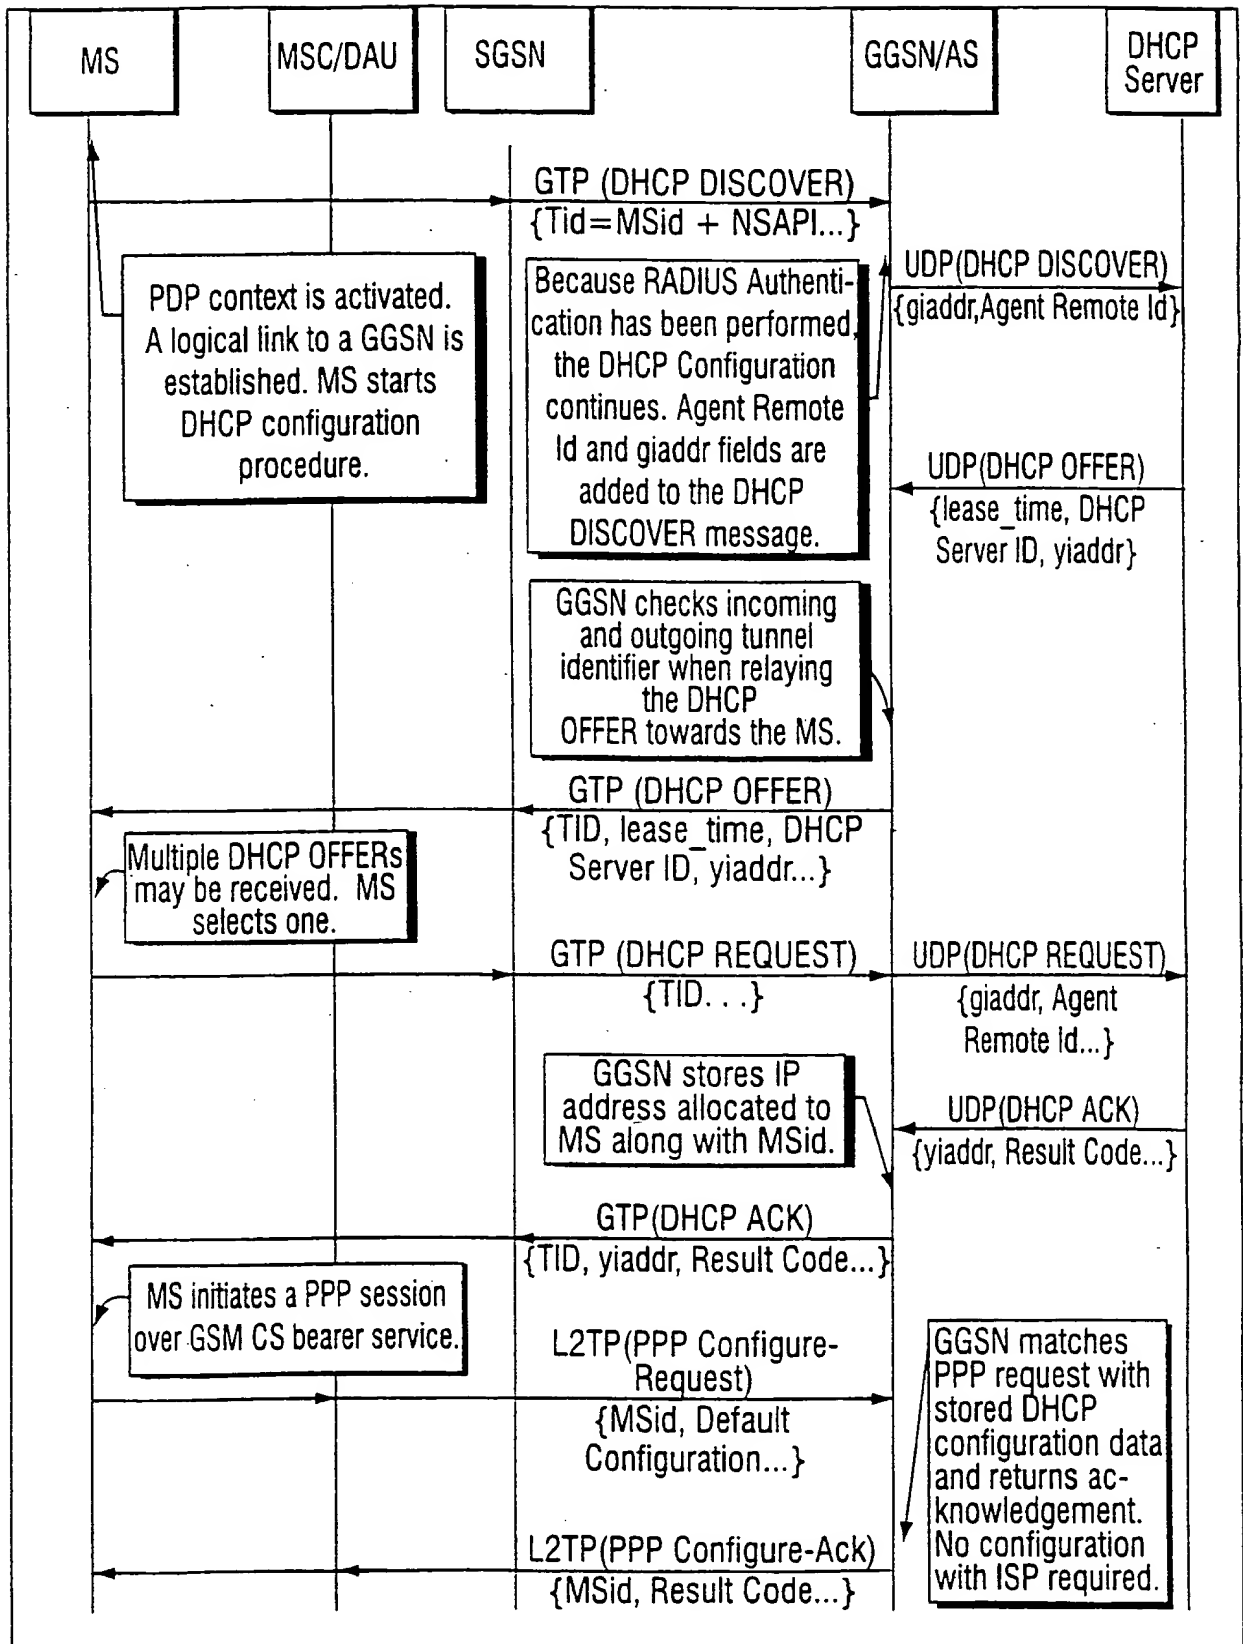 MS
MSC/DAU
SGSN
GGSN/AS
DHCP
Server
GTP (DHCP DISCOVER)
{Tid=MSid + NSAPI...}
PDP context is activated.
A logical link to a GGSN is
established. MS starts
DHCP configuration
procedure.
Because RADIUS Authenti-
cation has been performed,
the DHCP Configuration
continues. Agent Remote
Id and giaddr fields are
added to the DHCP
DISCOVER message.
UDP(DHCP DISCOVER)
{giaddr,Agent Remote Id}
UDP(DHCP OFFER)
{lease_time, DHCP
Server ID, yiaddr}
GGSN checks incoming
and outgoing tunnel
identifier when relaying
the DHCP
OFFER towards the MS.
GTP (DHCP OFFER)
{TID, lease_time, DHCP
Server ID, yiaddr...}
Multiple DHCP OFFERs
may be received. MS
selects one.
GTP (DHCP REQUEST)
{TID. . .}
UDP(DHCP REQUEST)
{giaddr, Agent
Remote Id...}
GGSN stores IP
address allocated to
MS along with MSid.
UDP(DHCP ACK)
{yiaddr, Result Code...}
GTP(DHCP ACK)
{TID, yiaddr, Result Code...}
MS initiates a PPP session
over GSM CS bearer service.
L2TP(PPP Configure-
Request)
{MSid, Default
Configuration...}
GGSN matches
PPP request with
stored DHCP
configuration data
and returns ac-
knowledgement.
No configuration
with ISP required.
L2TP(PPP Configure-Ack)
{MSid, Result Code...}